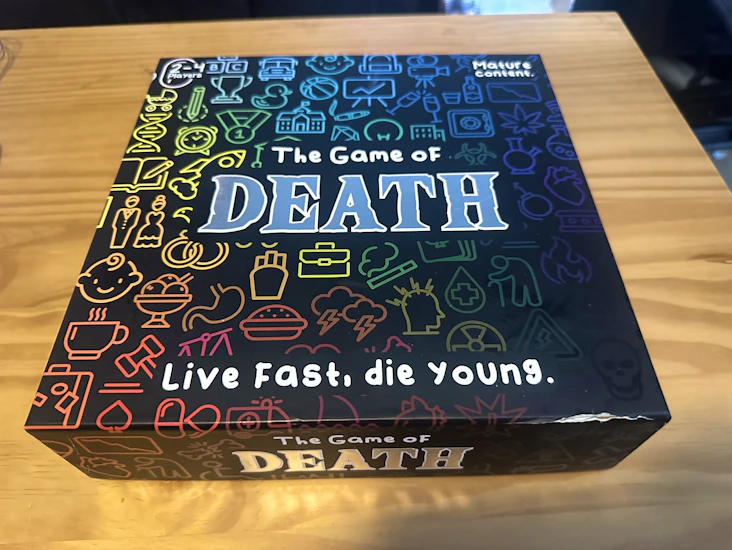 2-4
Players
B C
Mature
content.
The Game of
DEATH
Live Fast, die young.
The Game of
DEATH